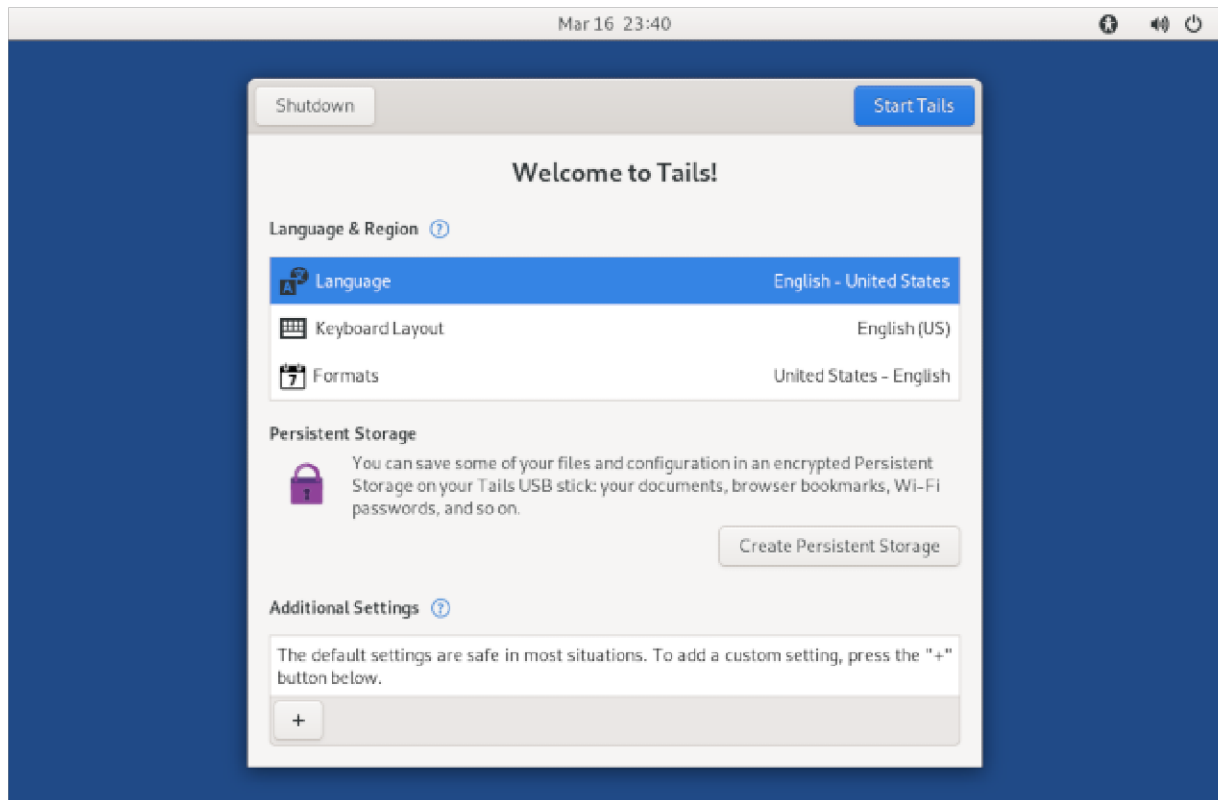 Mar 16 23:40
Shutdown
Start Tails
Welcome to Tails!
Language & Region ?
Language English - United States
Keyboard Layout English (US)
7 Formats United States - English
Persistent Storage
You can save some of your files and configuration in an encrypted Persistent
Storage on your Tails USB stick: your documents, browser bookmarks, Wi-Fi
passwords, and so on.
Create Persistent Storage
Additional Settings ?
The default settings are safe in most situations. To add a custom setting, press the "+"
button below.
+